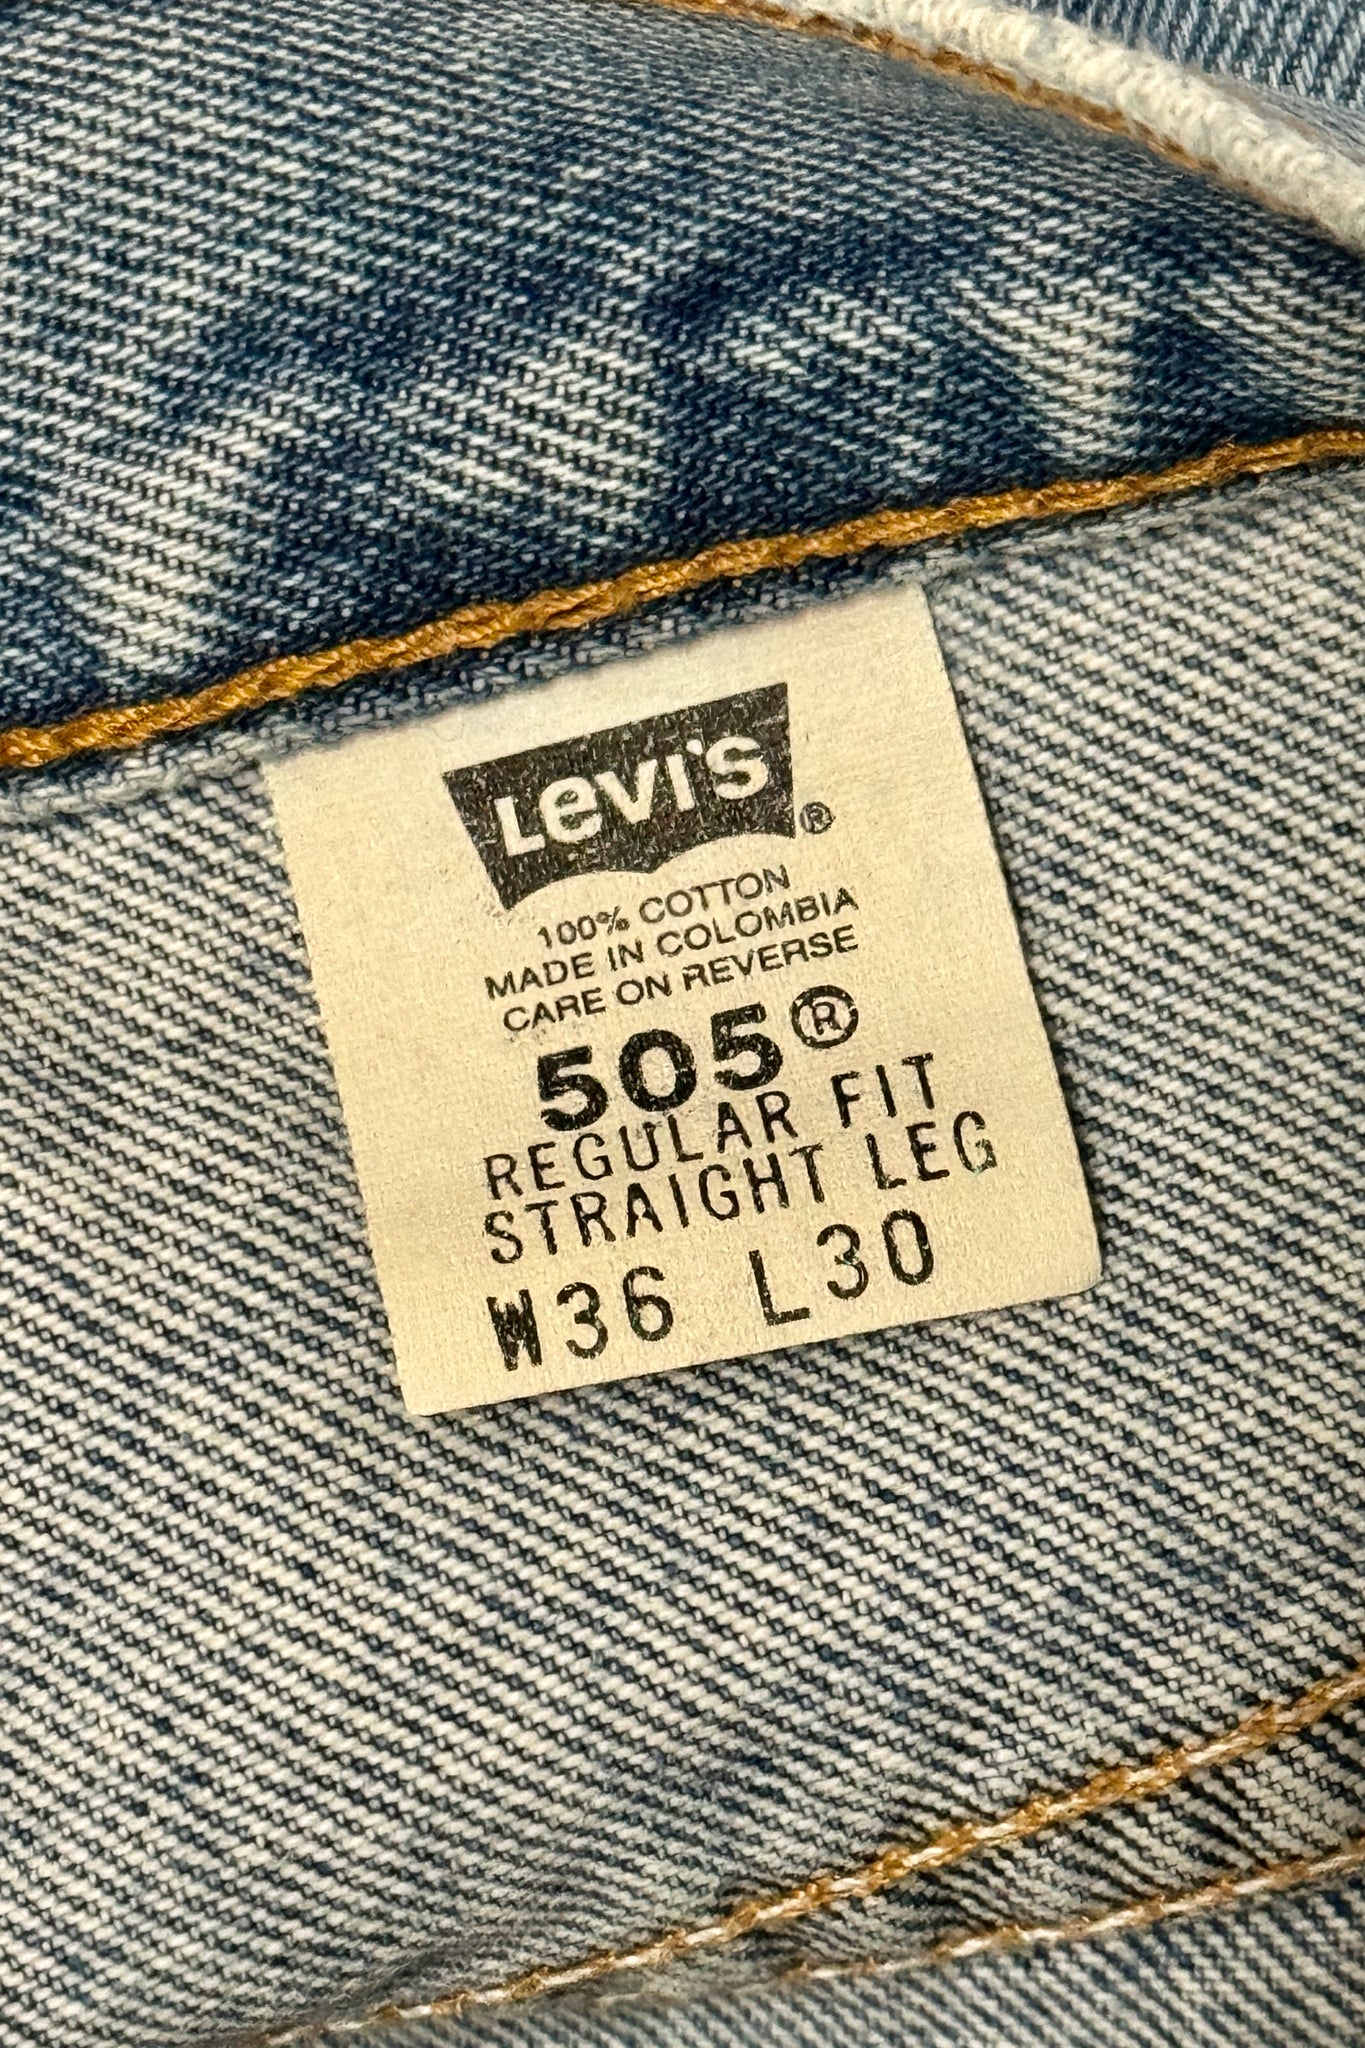 Levi's ®
100% COTTON
MADE IN COLOMBIA
CARE ON REVERSE
505®
REGULAR FIT
STRAIGHT LEG
W36 L30